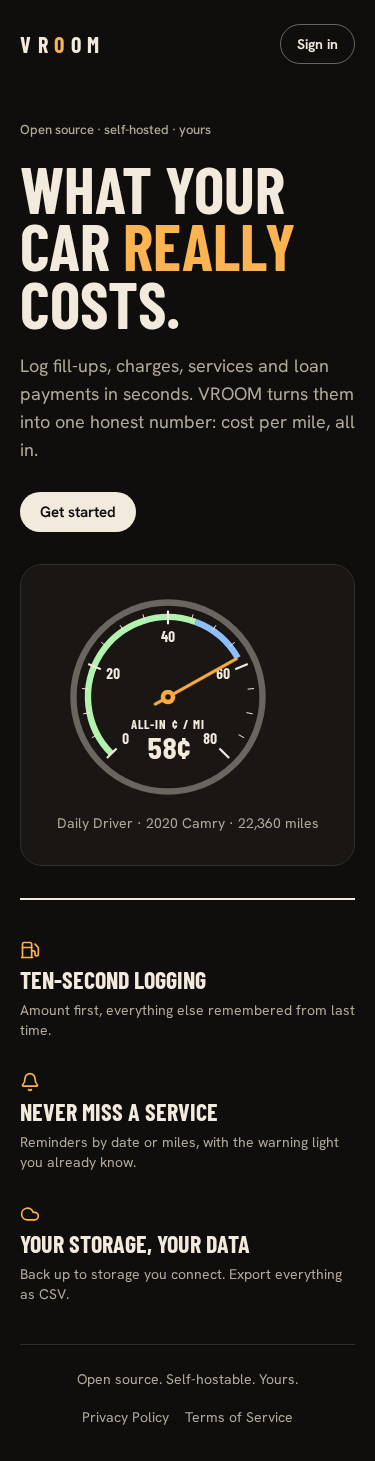 VROOM
Sign in
Open source · self-hosted · yours
WHAT YOUR
CAR REALLY
COSTS.
Log fill-ups, charges, services and loan
payments in seconds. VROOM turns them
into one honest number: cost per mile, all
in.
Get started
40
20
60
ALL-IN ¢ / MI
0
58¢
80
Daily Driver · 2020 Camry · 22,360 miles
TEN-SECOND LOGGING
Amount first, everything else remembered from last
time.
NEVER MISS A SERVICE
Reminders by date or miles, with the warning light
you already know.
YOUR STORAGE, YOUR DATA
Back up to storage you connect. Export everything
as CSV.
Open source. Self-hostable. Yours.
Privacy Policy
Terms of Service